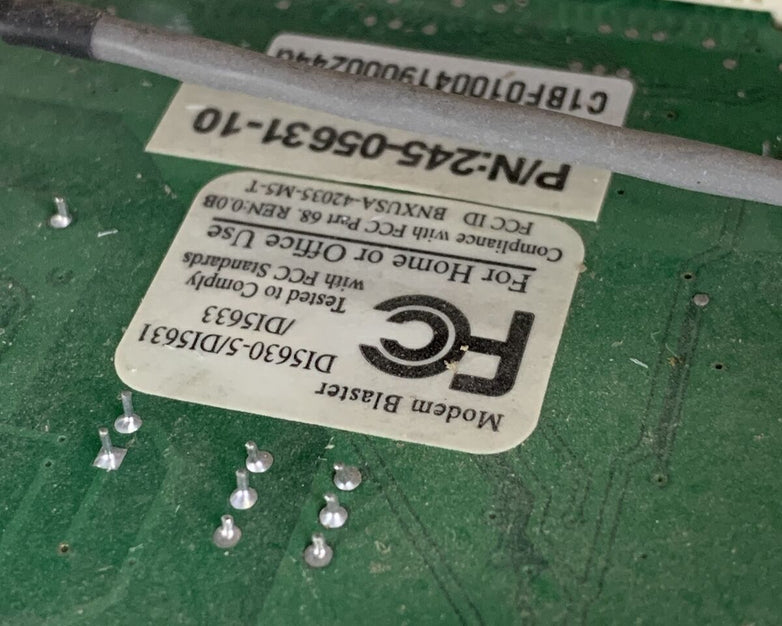 Modem Blaster
DI5630-5/DI5631
/DI5633
FC
Tested to Comply
with FCC Standards
For Home or Office Use
Compliance with FCC Part 68, REN:0.0B
FCC ID BNXUSA-42035-M5-T
P/N:245-05631-10